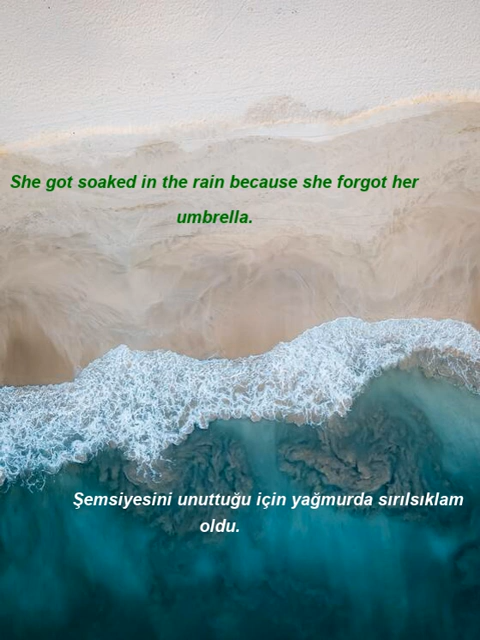 She got soaked in the rain because she forgot her
umbrella.
Şemsiyesini unuttuğu için yağmurda sırılsıklam
oldu.